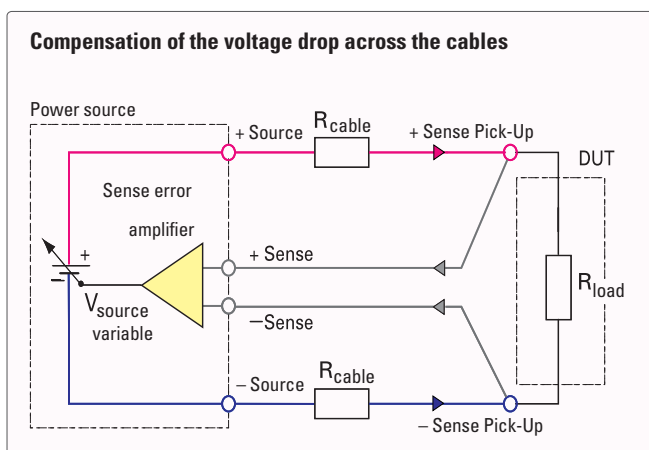 Compensation of the voltage drop across the cables
Power source
+ Source
Rcable
+ Sense Pick-Up
DUT
Sense error
amplifier
+ Sense
+
−
Vsource
variable
Rload
−Sense
− Source
Rcable
− Sense Pick-Up